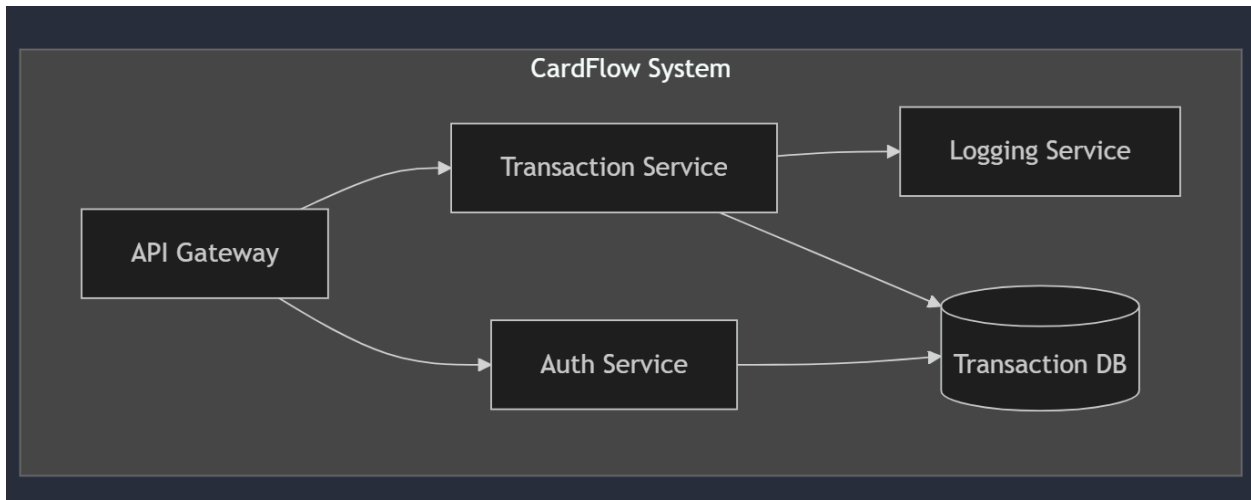 CardFlow System
Transaction Service
Logging Service
API Gateway
Auth Service
Transaction DB